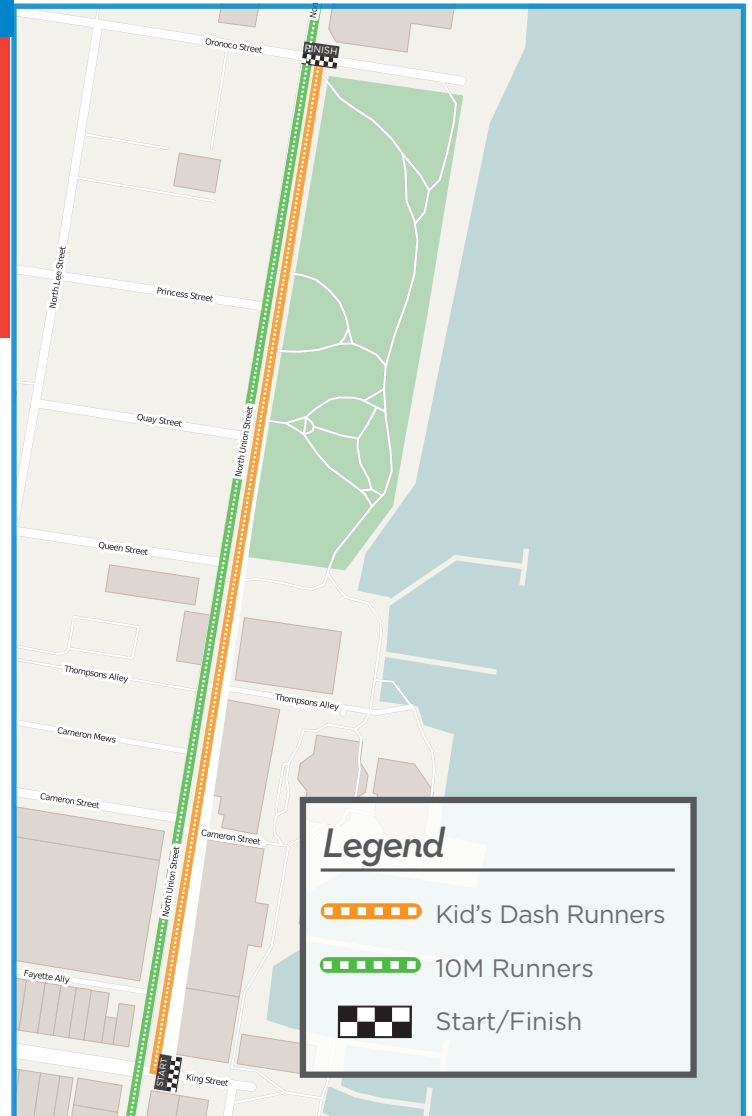 Nor
Oronoco Street
FINISH
North Lee Street
Princess Street
Quay Street
North Union Street
Queen Street
Thompsons Alley
Thompsons Alley
Cameron Mews
Cameron Street
Cameron Street
North Union Street
Fayette Ally
START
King Street
Legend
Kid's Dash Runners
10M Runners
Start/Finish